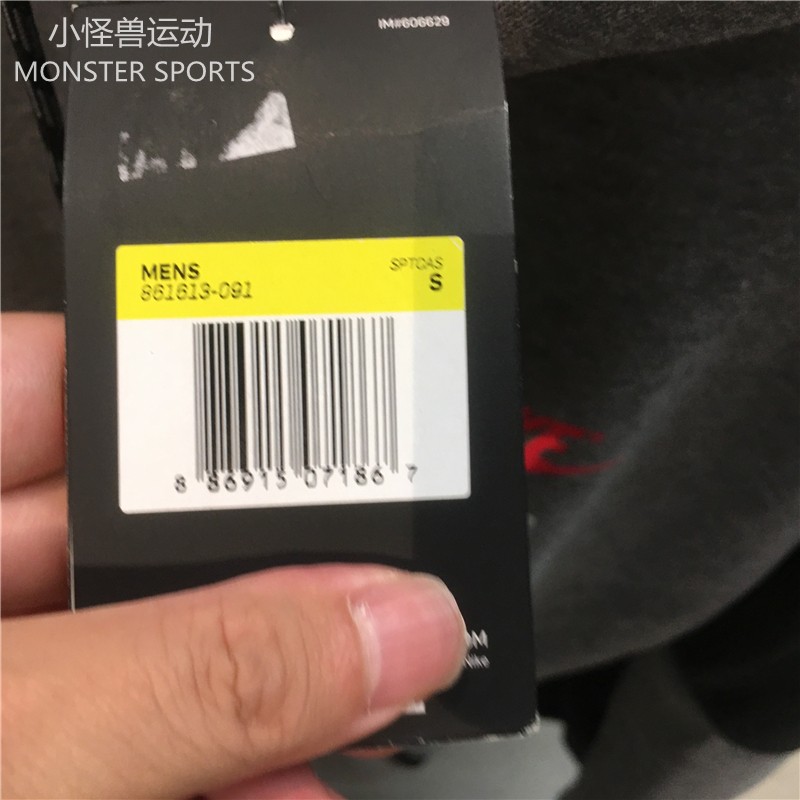 小怪兽运动
MONSTER SPORTS
IM#606629
MENS
SPTCAS
861613-091
S
8 86915 07186 7